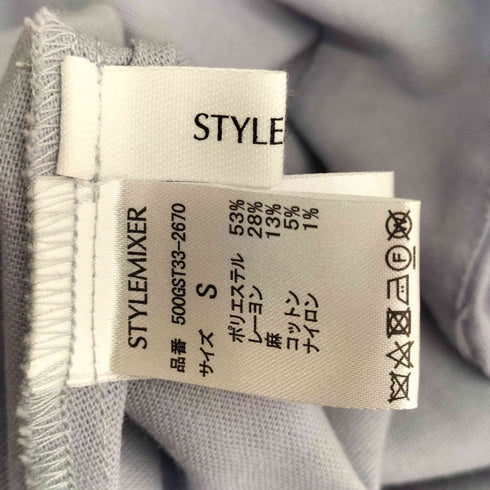 STYLE
STYLEMIXER
品番 500GST33-2670
サイズ S
ポリエステル 53%
レーヨン 28%
麻 13%
コットン 5%
ナイロン 1%